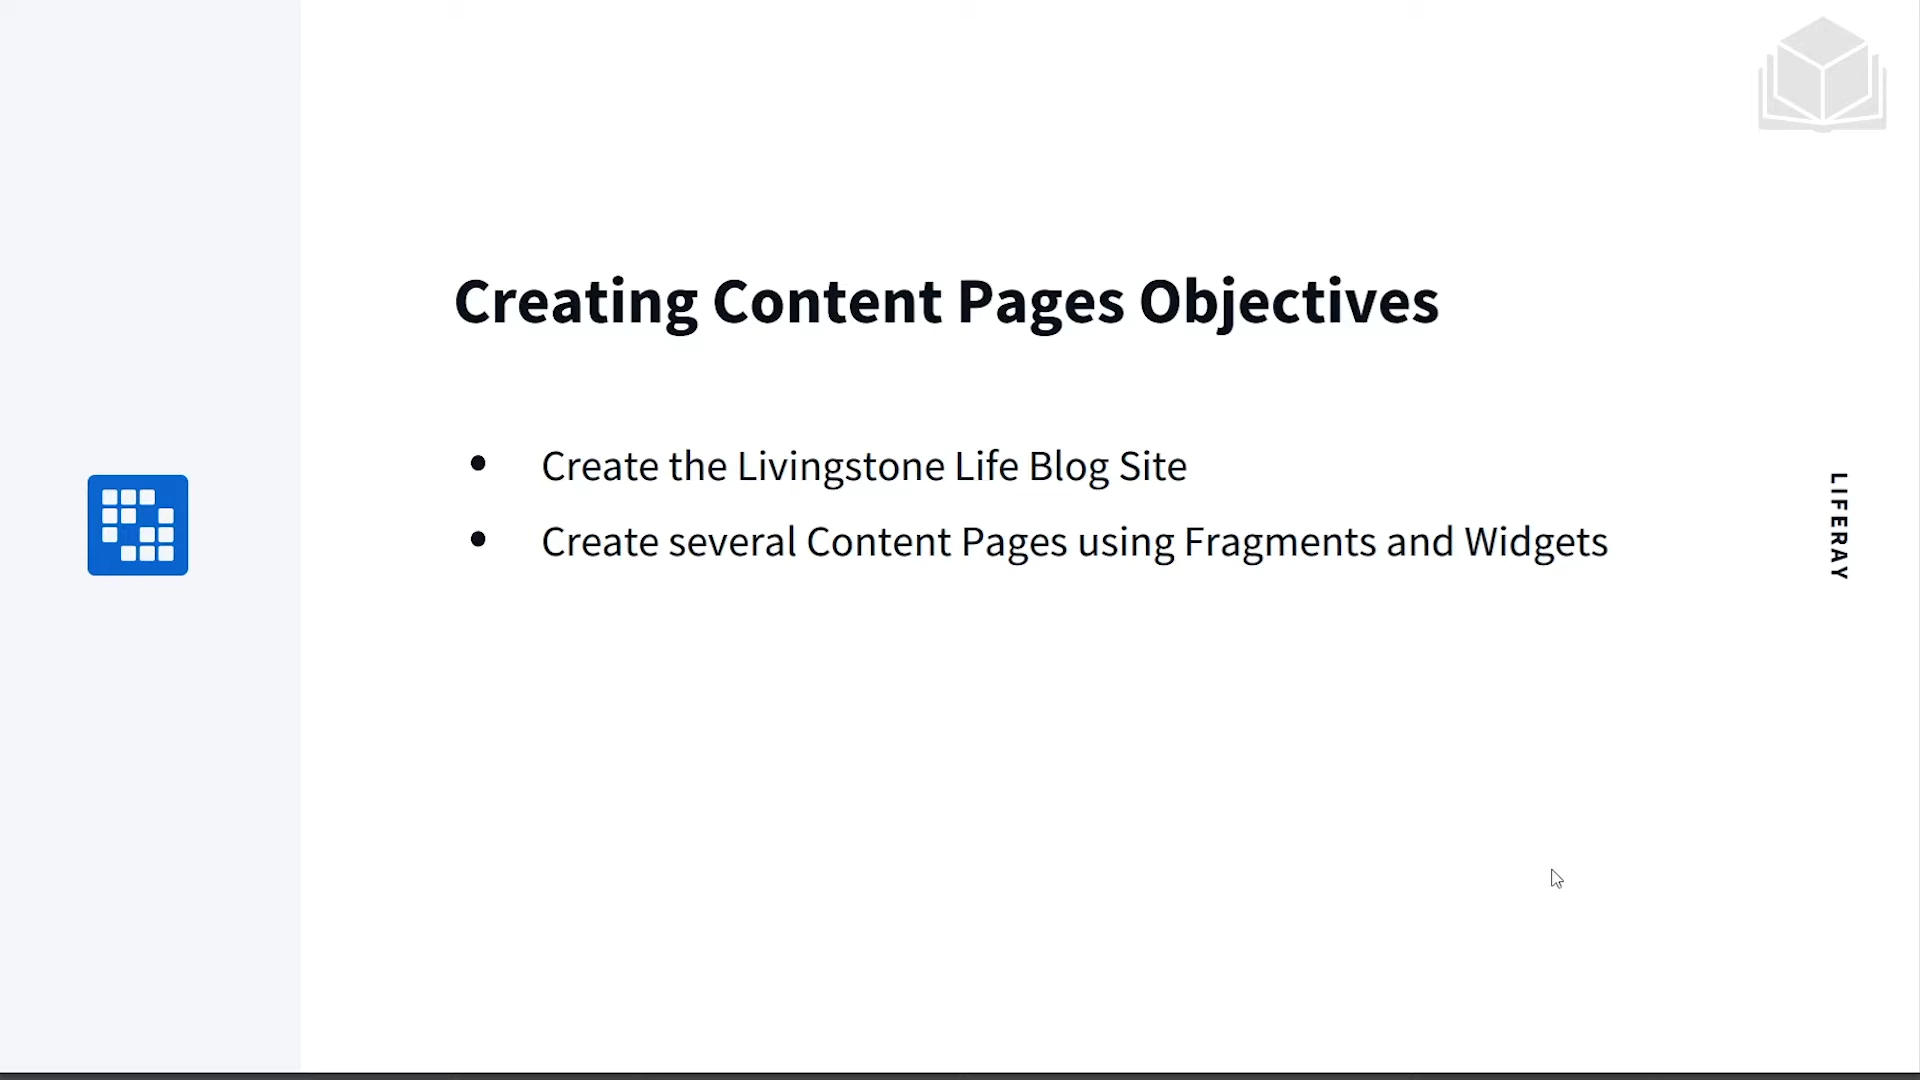 Creating Content Pages Objectives
• Create the Livingstone Life Blog Site
• Create several Content Pages using Fragments and Widgets
LIFERAY